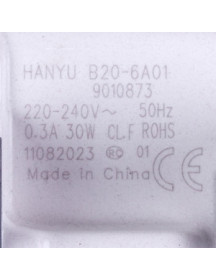 HANYU B20-6A01
9010873
220-240V~ 50Hz
0.3A 30W CL.F ROHS
11082023 01
Made in China CE